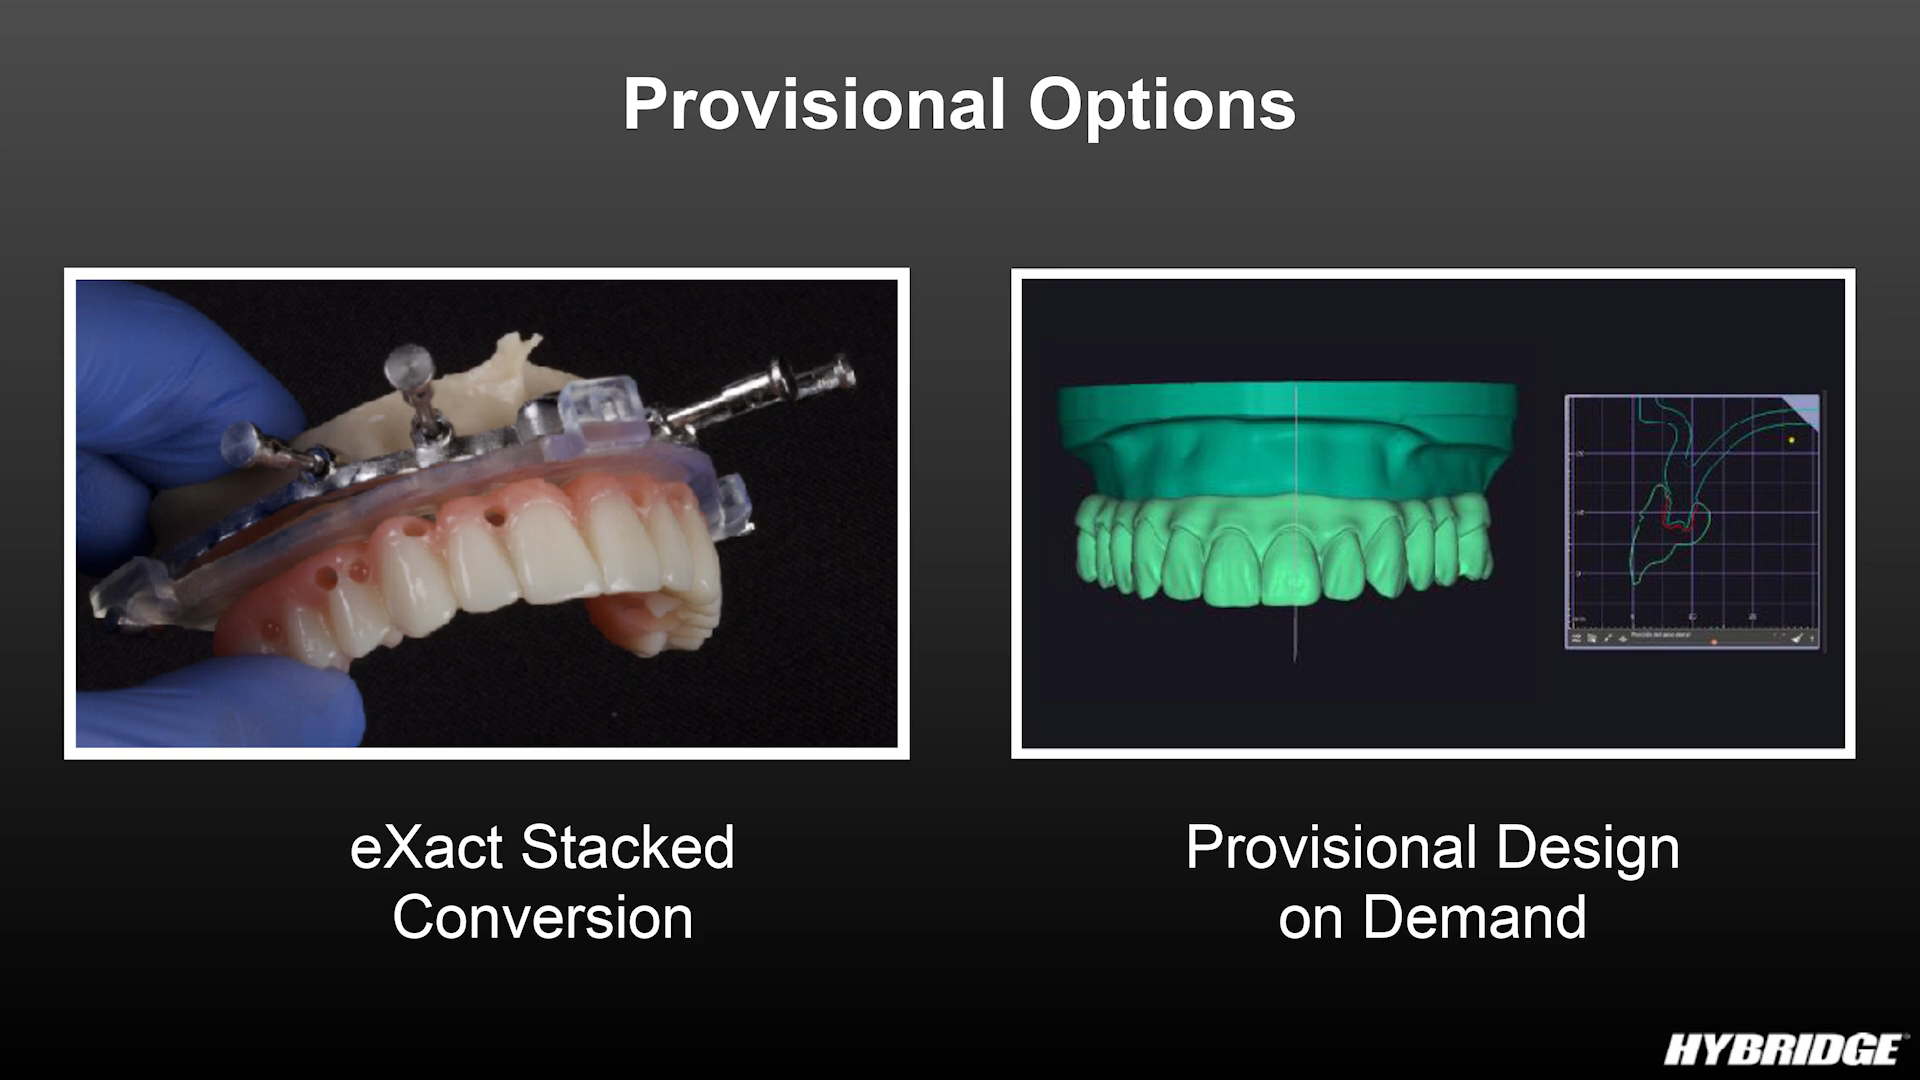 Provisional Options
eXact Stacked
Conversion
Provisional Design
on Demand
HYBRIDGE